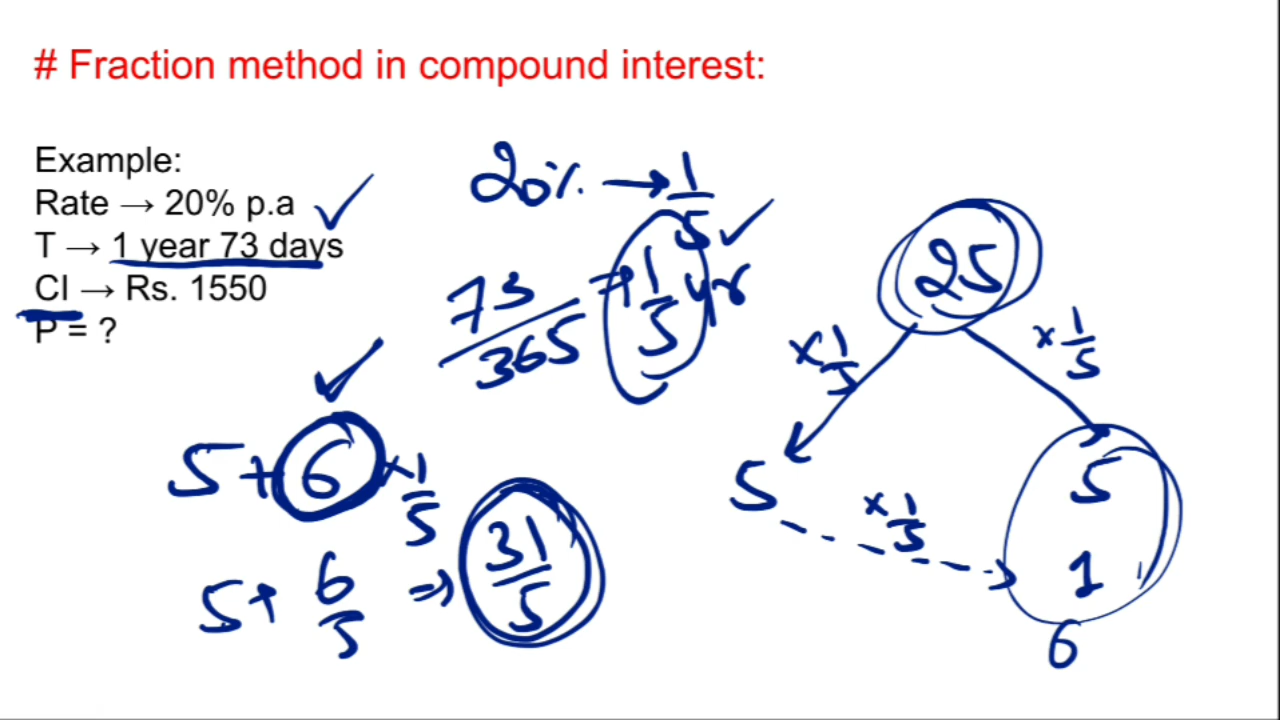 # Fraction method in compound interest:
Example:
Rate → 20% p.a
T → 1 year 73 days
CI → Rs. 1550
P = ?
20% → 1/5
73/365 ⇒ 1/5 yr
5 + 6 × 1/5
5 + 6/5 ⇒ 31/5
25
× 1/5 × 1/5
5 5
× 1/5
1
6